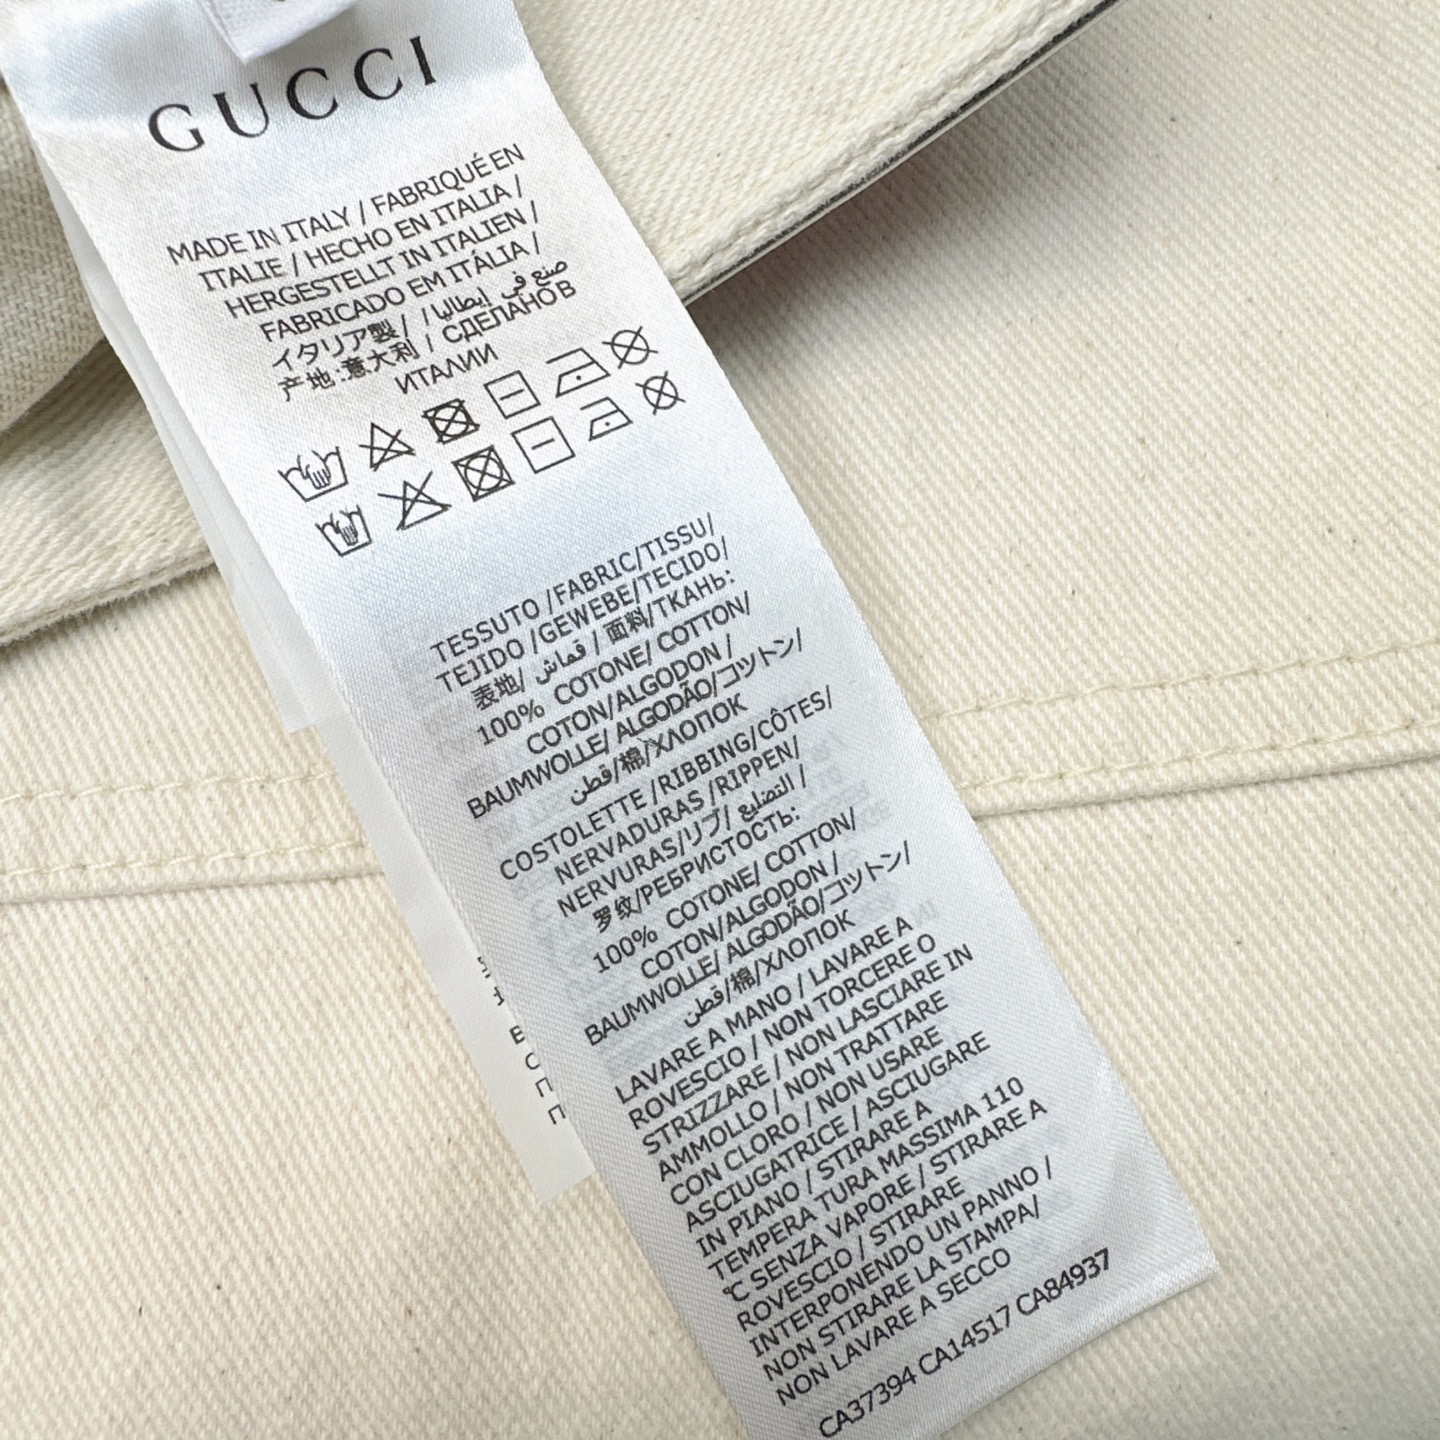 GUCCI
MADE IN ITALY / FABRIQUÉ EN
ITALIE / HECHO EN ITALIA /
HERGESTELLT IN ITALIEN /
FABRICADO EM ITÁLIA /
イタリア製 / صنع في إيطاليا /
产地:意大利 / СДЕЛАНО В
ИТАЛИИ
TESSUTO /FABRIC/TISSU/
TEJIDO /GEWEBE/TECIDO/
表地/ قماش / 面料/ТКАНЬ:
100% COTONE/ COTTON/
COTON/ALGODON /
BAUMWOLLE/ ALGODÃO/コットン/
قطن/棉/ХЛОПОК
COSTOLETTE /RIBBING/CÔTES/
NERVADURAS /RIPPEN/
NERVURAS/リブ/ التضليع /
罗纹/РЕБРИСТОСТЬ:
100% COTONE/ COTTON/
COTON/ALGODON /
BAUMWOLLE/ ALGODÃO/コットン/
قطن/棉/ХЛОПОК
LAVARE A MANO / LAVARE A
ROVESCIO / NON TORCERE O
STRIZZARE / NON LASCIARE IN
AMMOLLO / NON TRATTARE
CON CLORO / NON USARE
ASCIUGATRICE / ASCIUGARE
IN PIANO / STIRARE A
TEMPERA TURA MASSIMA 110
℃ SENZA VAPORE / STIRARE A
ROVESCIO / STIRARE
INTERPONENDO UN PANNO /
NON STIRARE LA STAMPA/
NON LAVARE A SECCO
CA37394 CA14517 CA84937